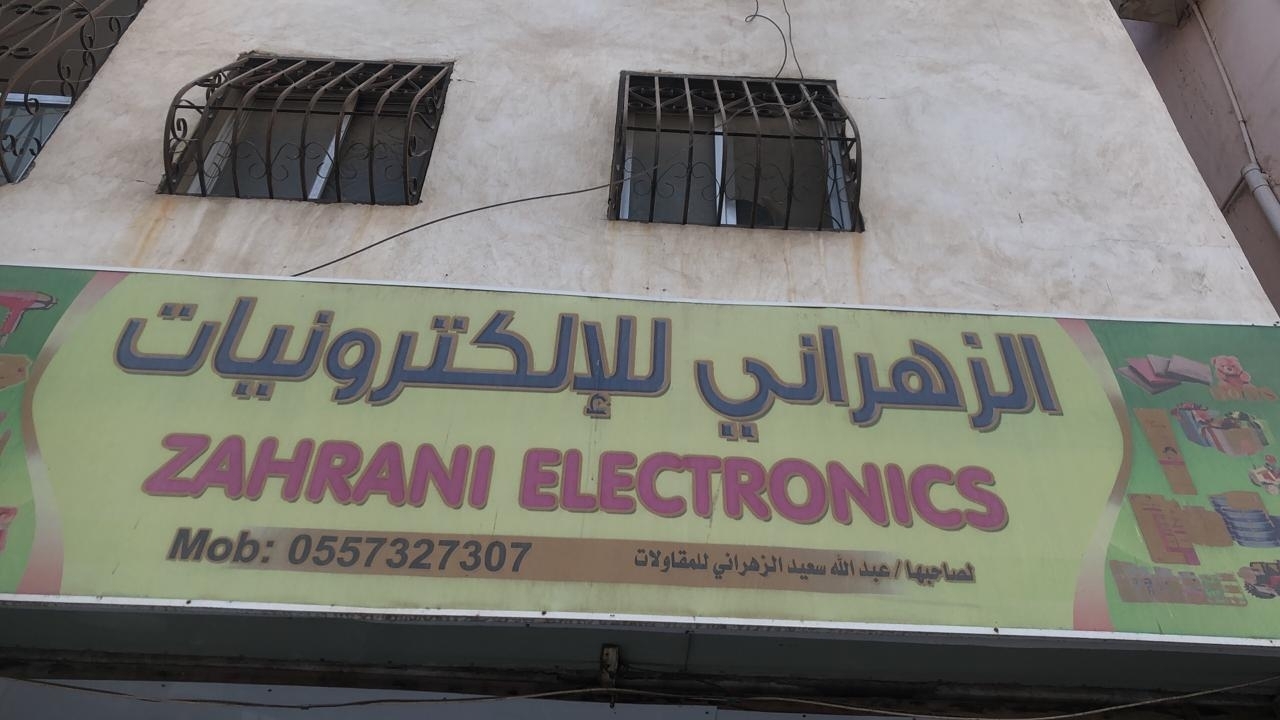 الزهراني للإلكترونيات
ZAHRANI ELECTRONICS
Mob: 0557327307
لصاحبها / عبد الله سعيد الزهراني للمقاولات